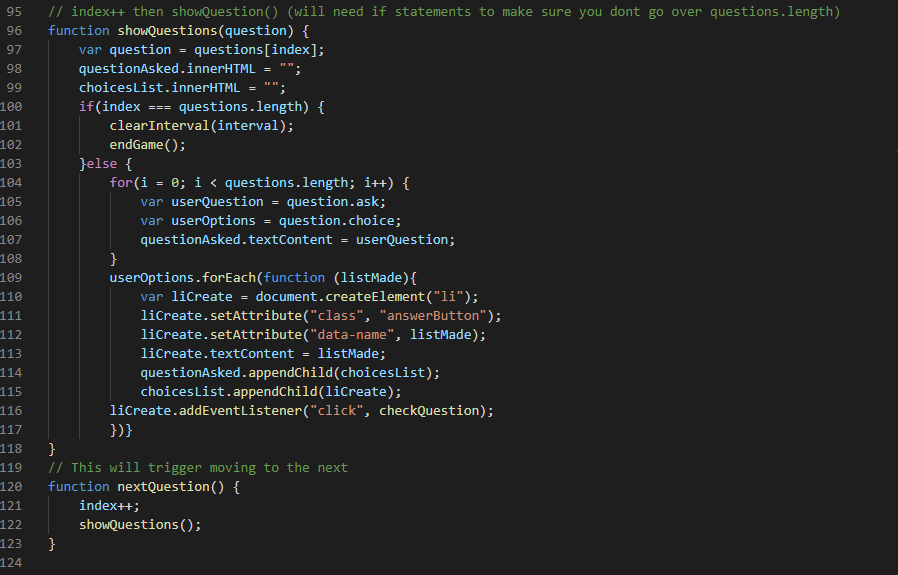 95 // index++ then showQuestion() (will need if statements to make sure you dont go over questions.length)
96 function showQuestions(question) {
97     var question = questions[index];
98     questionAsked.innerHTML = "";
99     choicesList.innerHTML = "";
100     if(index === questions.length) {
101         clearInterval(interval);
102         endGame();
103     }else {
104         for(i = 0; i < questions.length; i++) {
105             var userQuestion = question.ask;
106             var userOptions = question.choice;
107             questionAsked.textContent = userQuestion;
108         }
109         userOptions.forEach(function (listMade){
110             var liCreate = document.createElement("li");
111             liCreate.setAttribute("class", "answerButton");
112             liCreate.setAttribute("data-name", listMade);
113             liCreate.textContent = listMade;
114             questionAsked.appendChild(choicesList);
115             choicesList.appendChild(liCreate);
116         liCreate.addEventListener("click", checkQuestion);
117         })}
118 }
119 // This will trigger moving to the next
120 function nextQuestion() {
121     index++;
122     showQuestions();
123 }
124